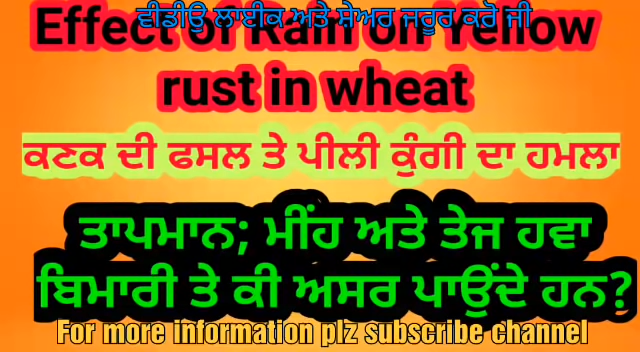 ਵੀਡੀਉ ਲਾਈਕ ਅਤੇ ਸ਼ੇਅਰ ਜਰੂਰ ਕਰੋ ਜੀ
Effect of Rain on Yellow
rust in wheat
ਕਣਕ ਦੀ ਫਸਲ ਤੇ ਪੀਲੀ ਕੁੰਗੀ ਦਾ ਹਮਲਾ
ਤਾਪਮਾਨ; ਮੀਂਹ ਅਤੇ ਤੇਜ ਹਵਾ
ਬਿਮਾਰੀ ਤੇ ਕੀ ਅਸਰ ਪਾਉਂਦੇ ਹਨ?
For more information plz subscribe channel